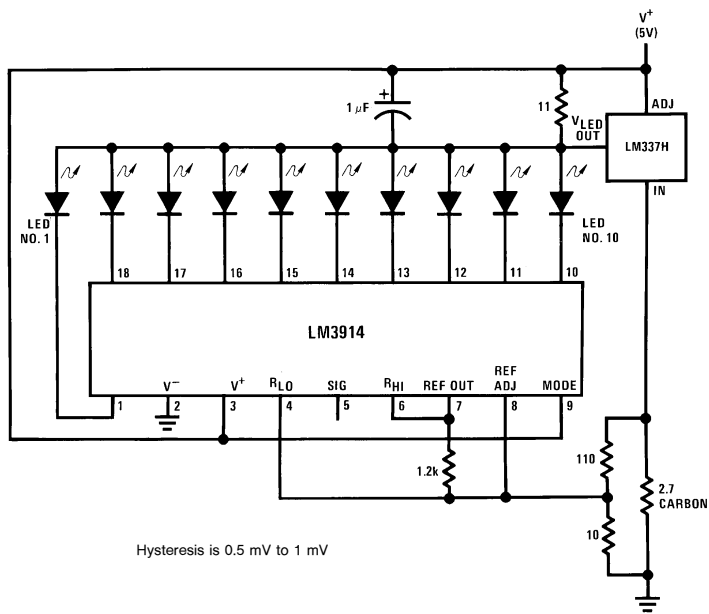 V+
(5V)
1 μF
11
VLED
OUT
ADJ
LM337H
IN
LED
NO. 1
LED
NO. 10
18 17 16 15 14 13 12 11 10
LM3914
V− V+ RLO SIG RHI REF OUT REF ADJ MODE
1 2 3 4 5 6 7 8 9
1.2k
110
10
2.7
CARBON
Hysteresis is 0.5 mV to 1 mV